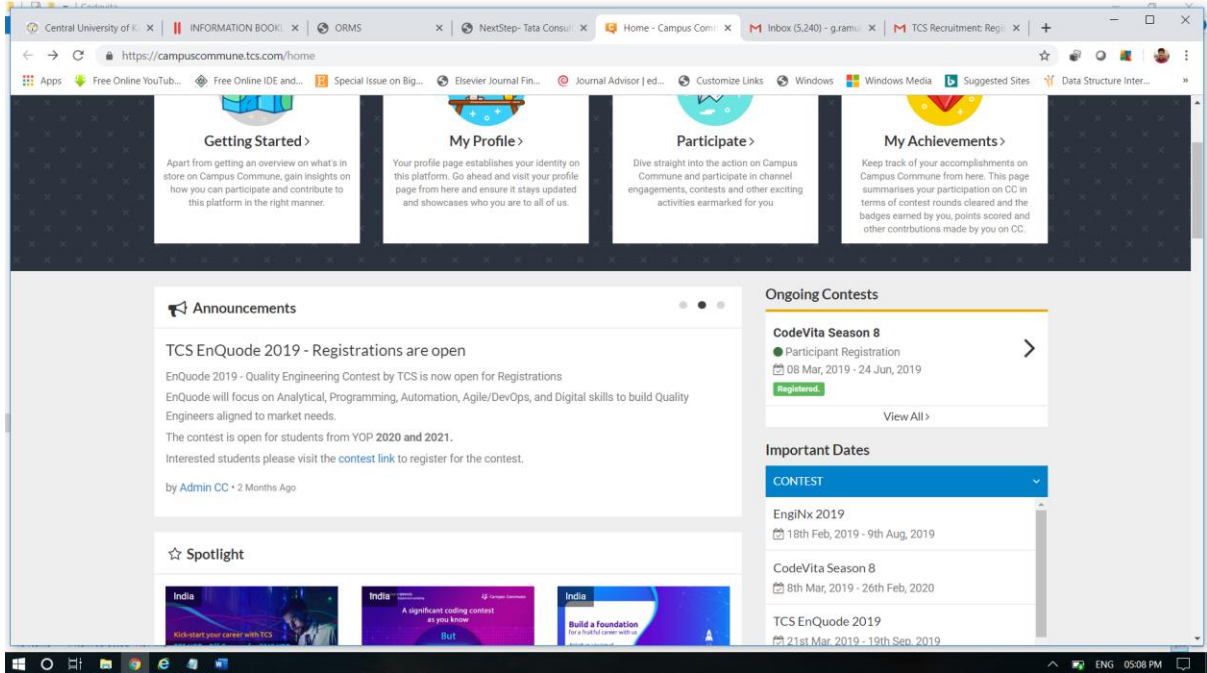 Codevita
Central University of K
INFORMATION BOOKL
ORMS
NextStep- Tata Consult
Home - Campus Comm
Inbox (5,240) - g.ramu
TCS Recruitment: Regi
https://campuscommune.tcs.com/home
Apps
Free Online YouTub...
Free Online IDE and...
Special Issue on Big...
Elsevier Journal Fin...
Journal Advisor | ed...
Customize Links
Windows
Windows Media
Suggested Sites
Data Structure Inter...
Getting Started >
Apart from getting an overview on what's in
store on Campus Commune, gain insights on
how you can participate and contribute to
this platform in the right manner.
My Profile >
Your profile page establishes your identity on
this platform. Go ahead and visit your profile
page from here and ensure it stays updated
and showcases who you are to all of us.
Participate >
Dive straight into the action on Campus
Commune and participate in channel
engagements, contests and other exciting
activities earmarked for you
My Achievements >
Keep track of your accomplishments on
Campus Commune from here. This page
summarises your participation on CC in
terms of contest rounds cleared and the
badges earned by you, points scored and
other contrbutions made by you on CC.
Announcements
TCS EnQuode 2019 - Registrations are open
EnQuode 2019 - Quality Engineering Contest by TCS is now open for Registrations
EnQuode will focus on Analytical, Programming, Automation, Agile/DevOps, and Digital skills to build Quality
Engineers aligned to market needs.
The contest is open for students from YOP 2020 and 2021.
Interested students please visit the contest link to register for the contest.
by Admin CC • 2 Months Ago
Spotlight
India
Kick-start your career with TCS
India
Campus Commune
A significant coding contest
as you know
But
India
Build a foundation
for a fruitful career with us
Ongoing Contests
CodeVita Season 8
Participant Registration
08 Mar, 2019 - 24 Jun, 2019
Registered.
View All >
Important Dates
CONTEST
EngiNx 2019
18th Feb, 2019 - 9th Aug, 2019
CodeVita Season 8
8th Mar, 2019 - 26th Feb, 2020
TCS EnQuode 2019
21st Mar, 2019 - 19th Sep, 2019
ENG
05:08 PM